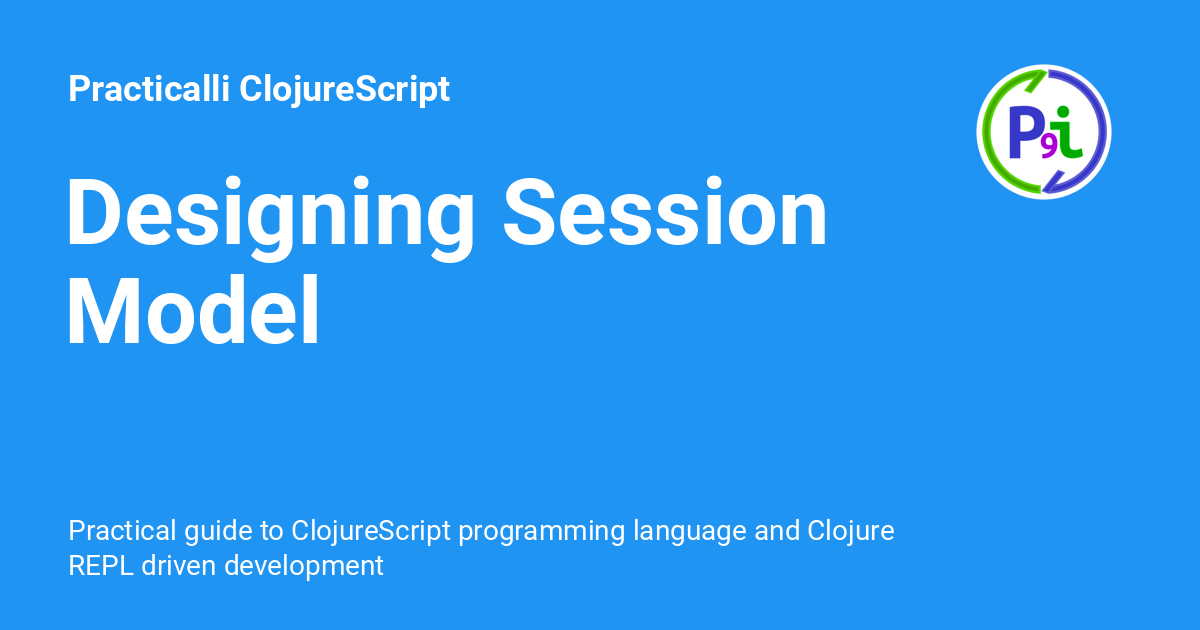 Practicalli ClojureScript
P9i
Designing Session
Model
Practical guide to ClojureScript programming language and Clojure
REPL driven development